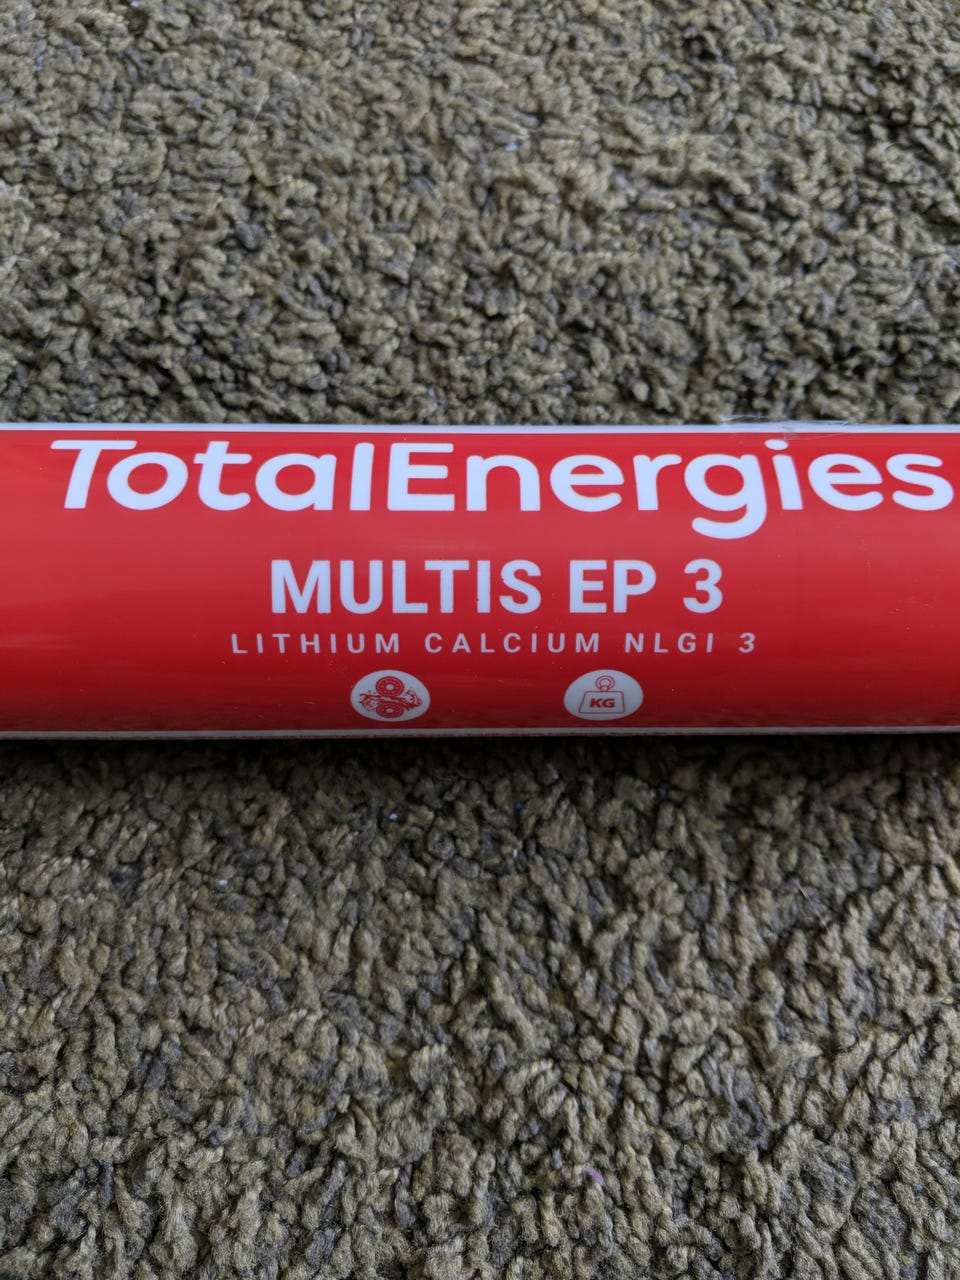 TotalEnergies
MULTIS EP 3
LITHIUM CALCIUM NLGI 3
KG